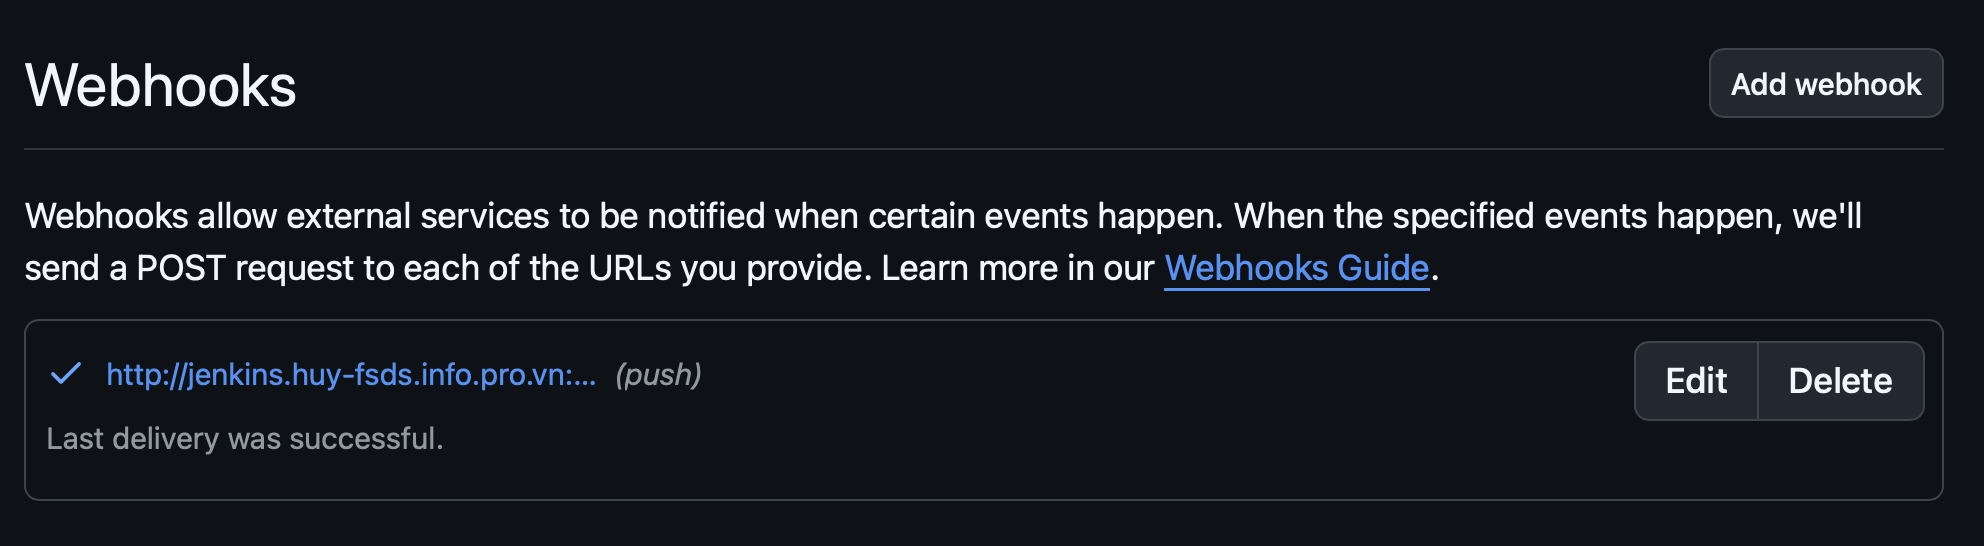 Webhooks
Add webhook
Webhooks allow external services to be notified when certain events happen. When the specified events happen, we'll
send a POST request to each of the URLs you provide. Learn more in our Webhooks Guide.
http://jenkins.huy-fsds.info.pro.vn:... (push)
Edit
Delete
Last delivery was successful.